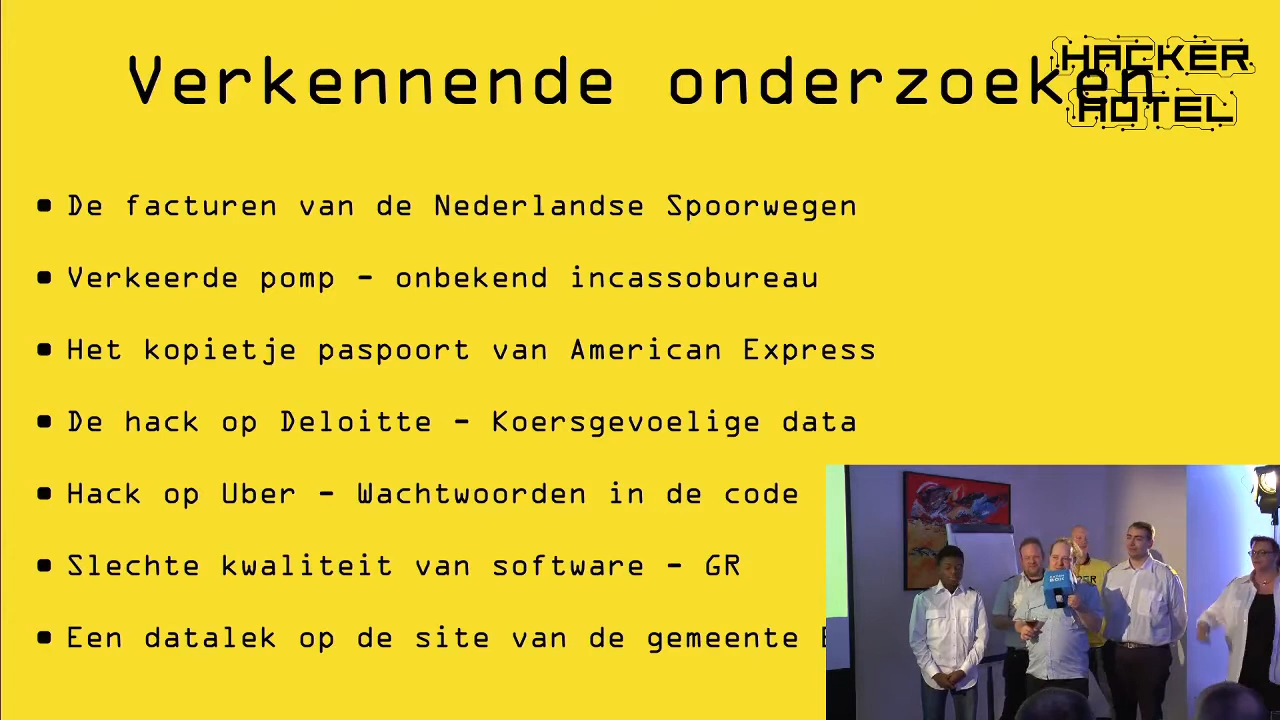 Verkennende onderzoeken
HACKER
HOTEL
De facturen van de Nederlandse Spoorwegen
Verkeerde pomp - onbekend incassobureau
Het kopietje paspoort van American Express
De hack op Deloitte - Koersgevoelige data
Hack op Uber - Wachtwoorden in de code
Slechte kwaliteit van software - GR
Een datalek op de site van de gemeente